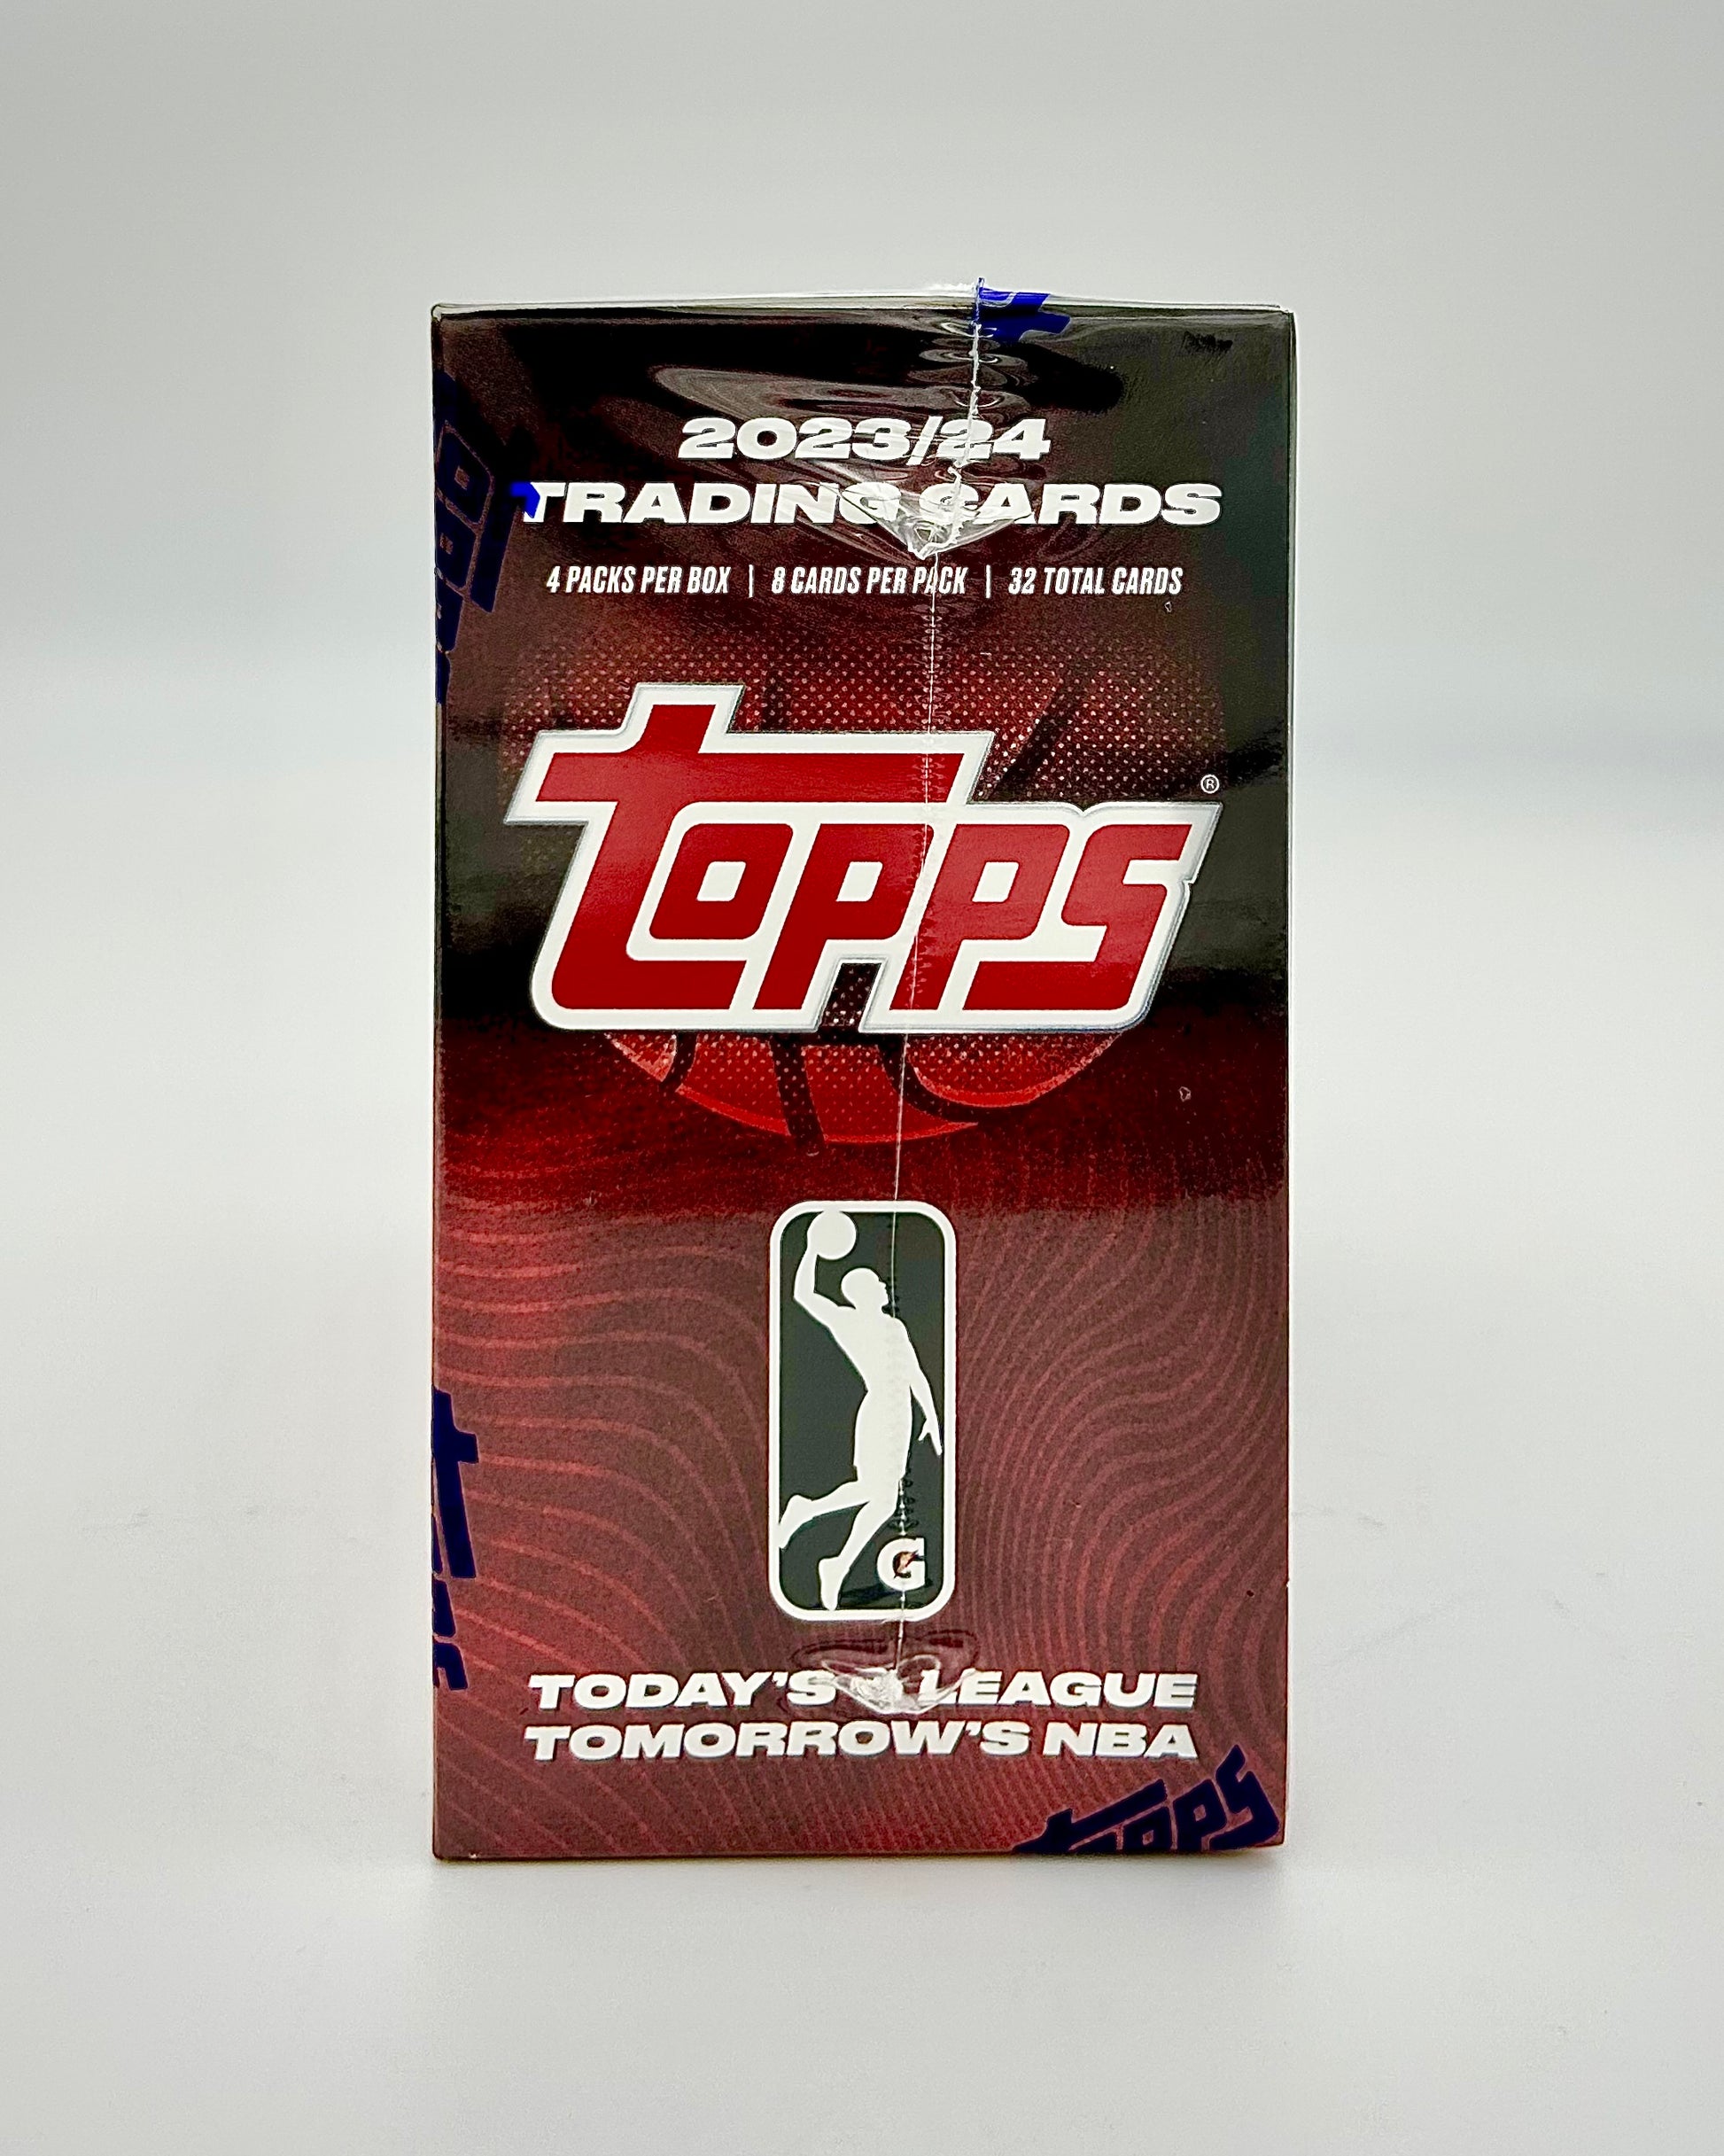 2023/24
TRADING CARDS
4 PACKS PER BOX | 8 CARDS PER PACK | 32 TOTAL CARDS
topps ®
G
TODAY'S G LEAGUE
TOMORROW'S NBA
topps